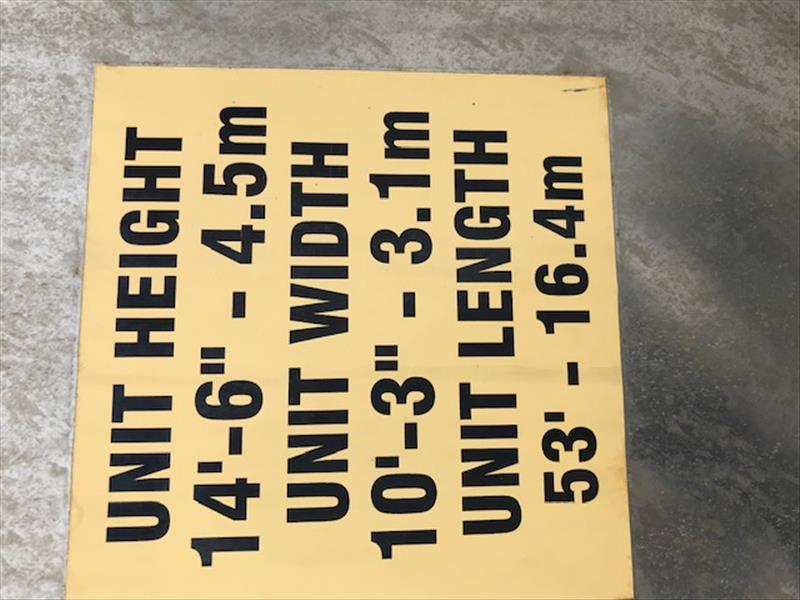 UNIT HEIGHT
14'-6" - 4.5m
UNIT WIDTH
10'-3" - 3.1m
UNIT LENGTH
53' - 16.4m